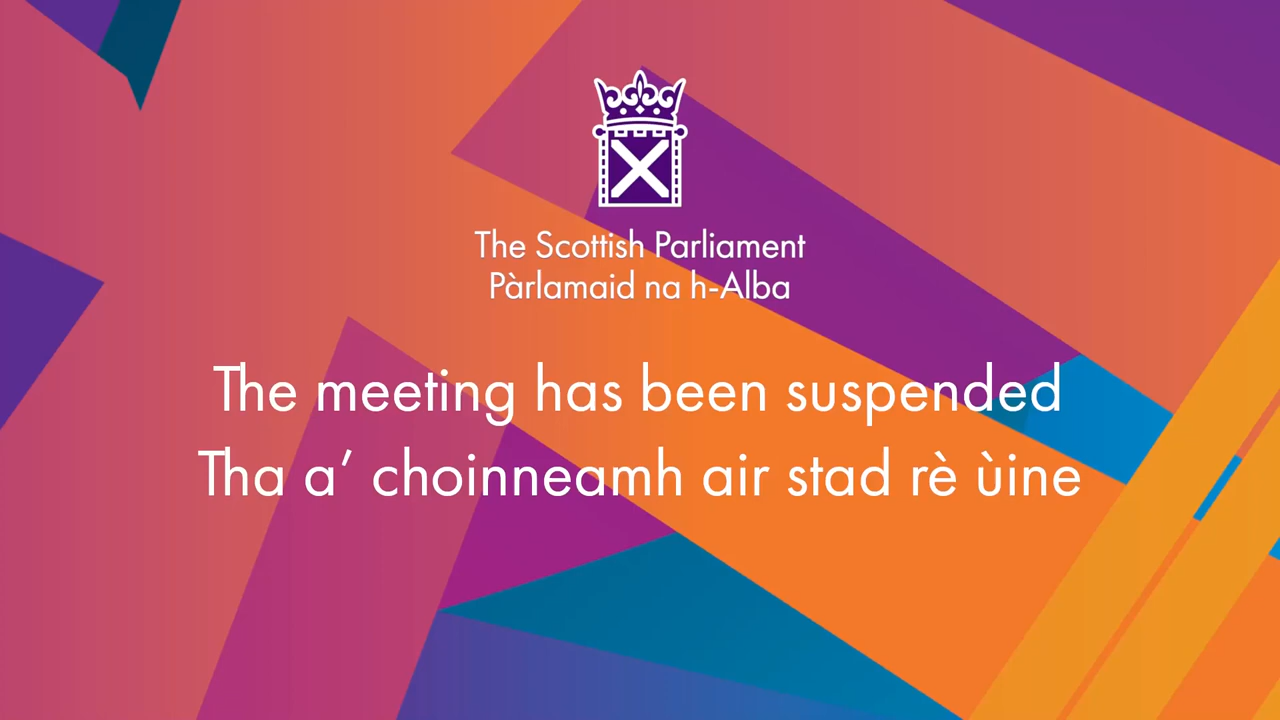 The Scottish Parliament
Pàrlamaid na h-Alba
The meeting has been suspended
Tha a’ choinneamh air stad rè ùine